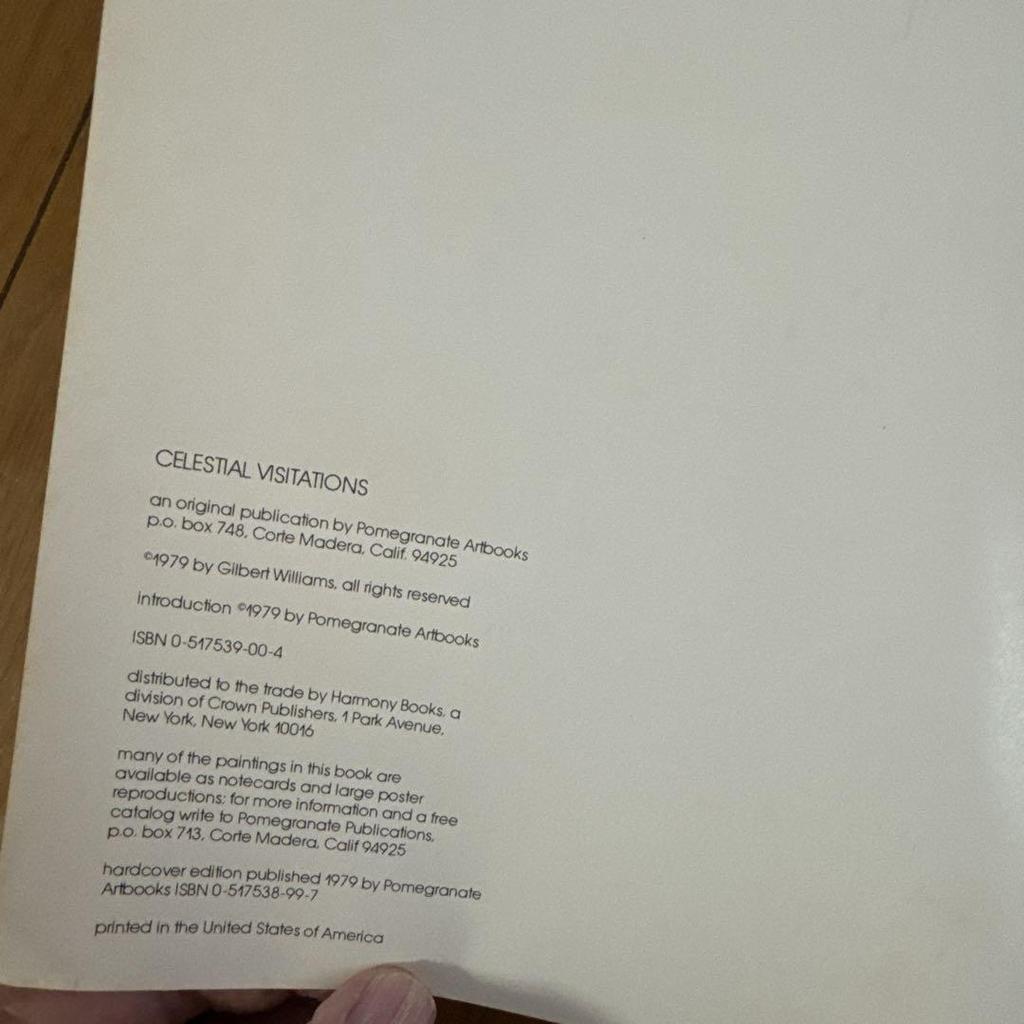 CELESTIAL VISITATIONS
an original publication by Pomegranate Artbooks
p.o. box 748, Corte Madera, Calif. 94925
©1979 by Gilbert Williams, all rights reserved
introduction ©1979 by Pomegranate Artbooks
ISBN 0-517539-00-4
distributed to the trade by Harmony Books, a
division of Crown Publishers, 1 Park Avenue,
New York, New York 10016
many of the paintings in this book are
available as notecards and large poster
reproductions; for more information and a free
catalog write to Pomegranate Publications,
p.o. box 713, Corte Madera, Calif 94925
hardcover edition published 1979 by Pomegranate
Artbooks ISBN 0-517538-99-7
printed in the United States of America